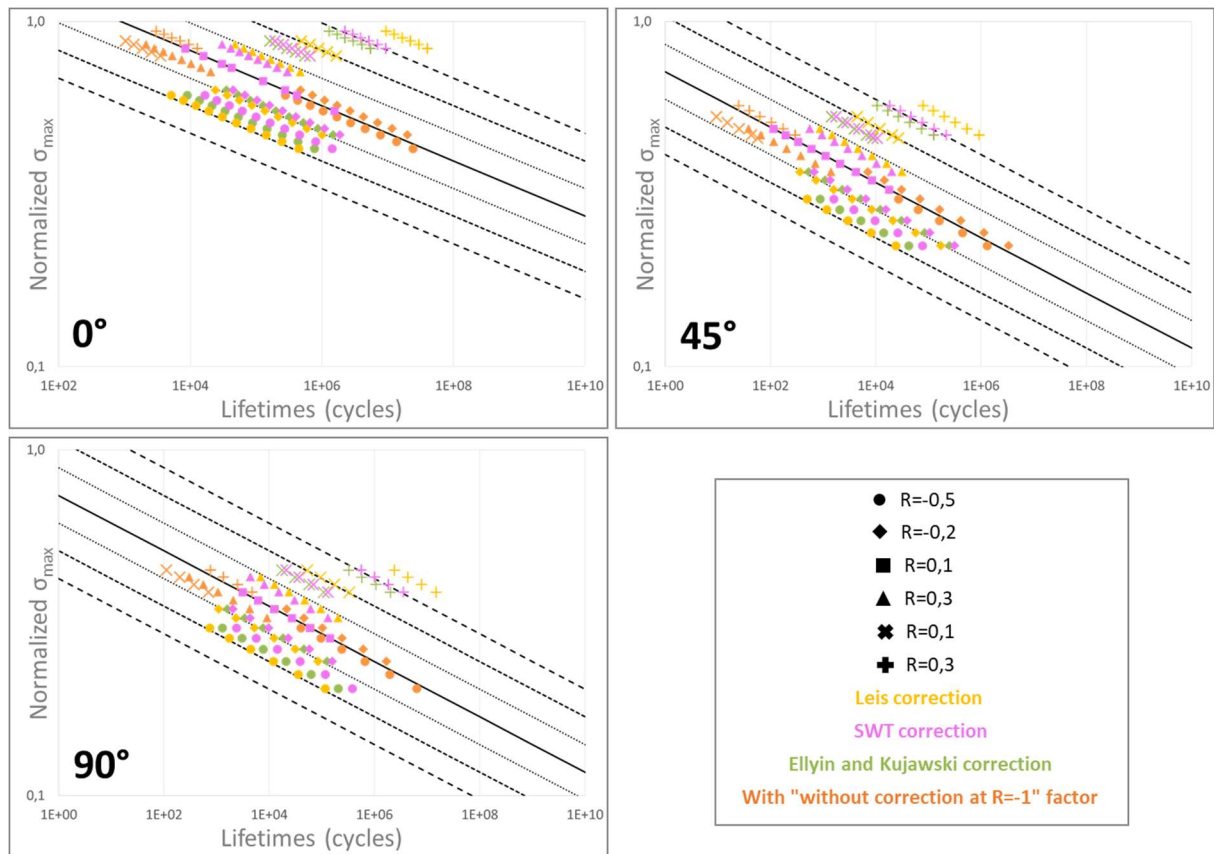 1,0
1,0
Normalized σmax
Normalized σmax
0°
45°
0,1
0,1
1E+02 1E+04 1E+06 1E+08 1E+10
1E+00 1E+02 1E+04 1E+06 1E+08 1E+10
Lifetimes (cycles)
Lifetimes (cycles)
1,0
Normalized σmax
90°
0,1
1E+00 1E+02 1E+04 1E+06 1E+08 1E+10
Lifetimes (cycles)
R=-0,5
R=-0,2
R=0,1
R=0,3
R=0,1
R=0,3
Leis correction
SWT correction
Ellyin and Kujawski correction
With "without correction at R=-1" factor